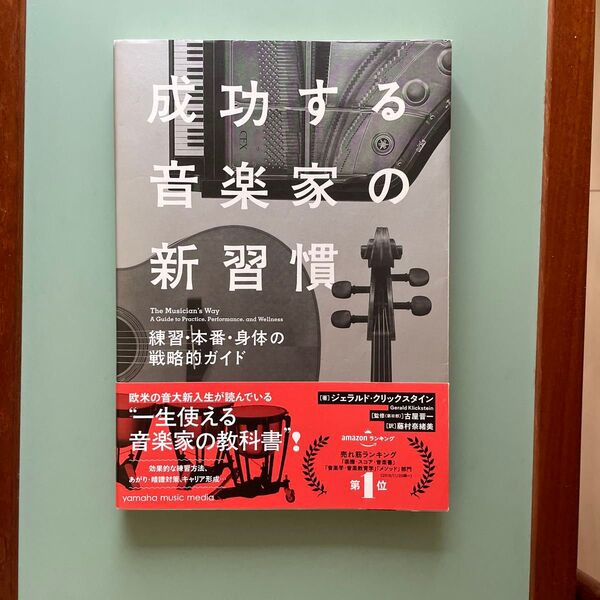 CFX
成功する
音楽家の
新習慣
The Musician's Way
A Guide to Practice, Performance, and Wellness
練習・本番・身体の
戦略的ガイド
欧米の音大新入生が読んでいる
“一生使える
音楽家の教科書”!
効果的な練習方法、
あがり・暗譜対策、キャリア形成
yamaha music media
[著]ジェラルド・クリックスタイン
Gerald Klickstein
[監修(第III部)]古屋晋一
[訳]藤村奈緒美
amazonランキング
売れ筋ランキング
「楽譜・スコア・音楽書」
「音楽学・音楽教育学」「メソッド」部門
第1位